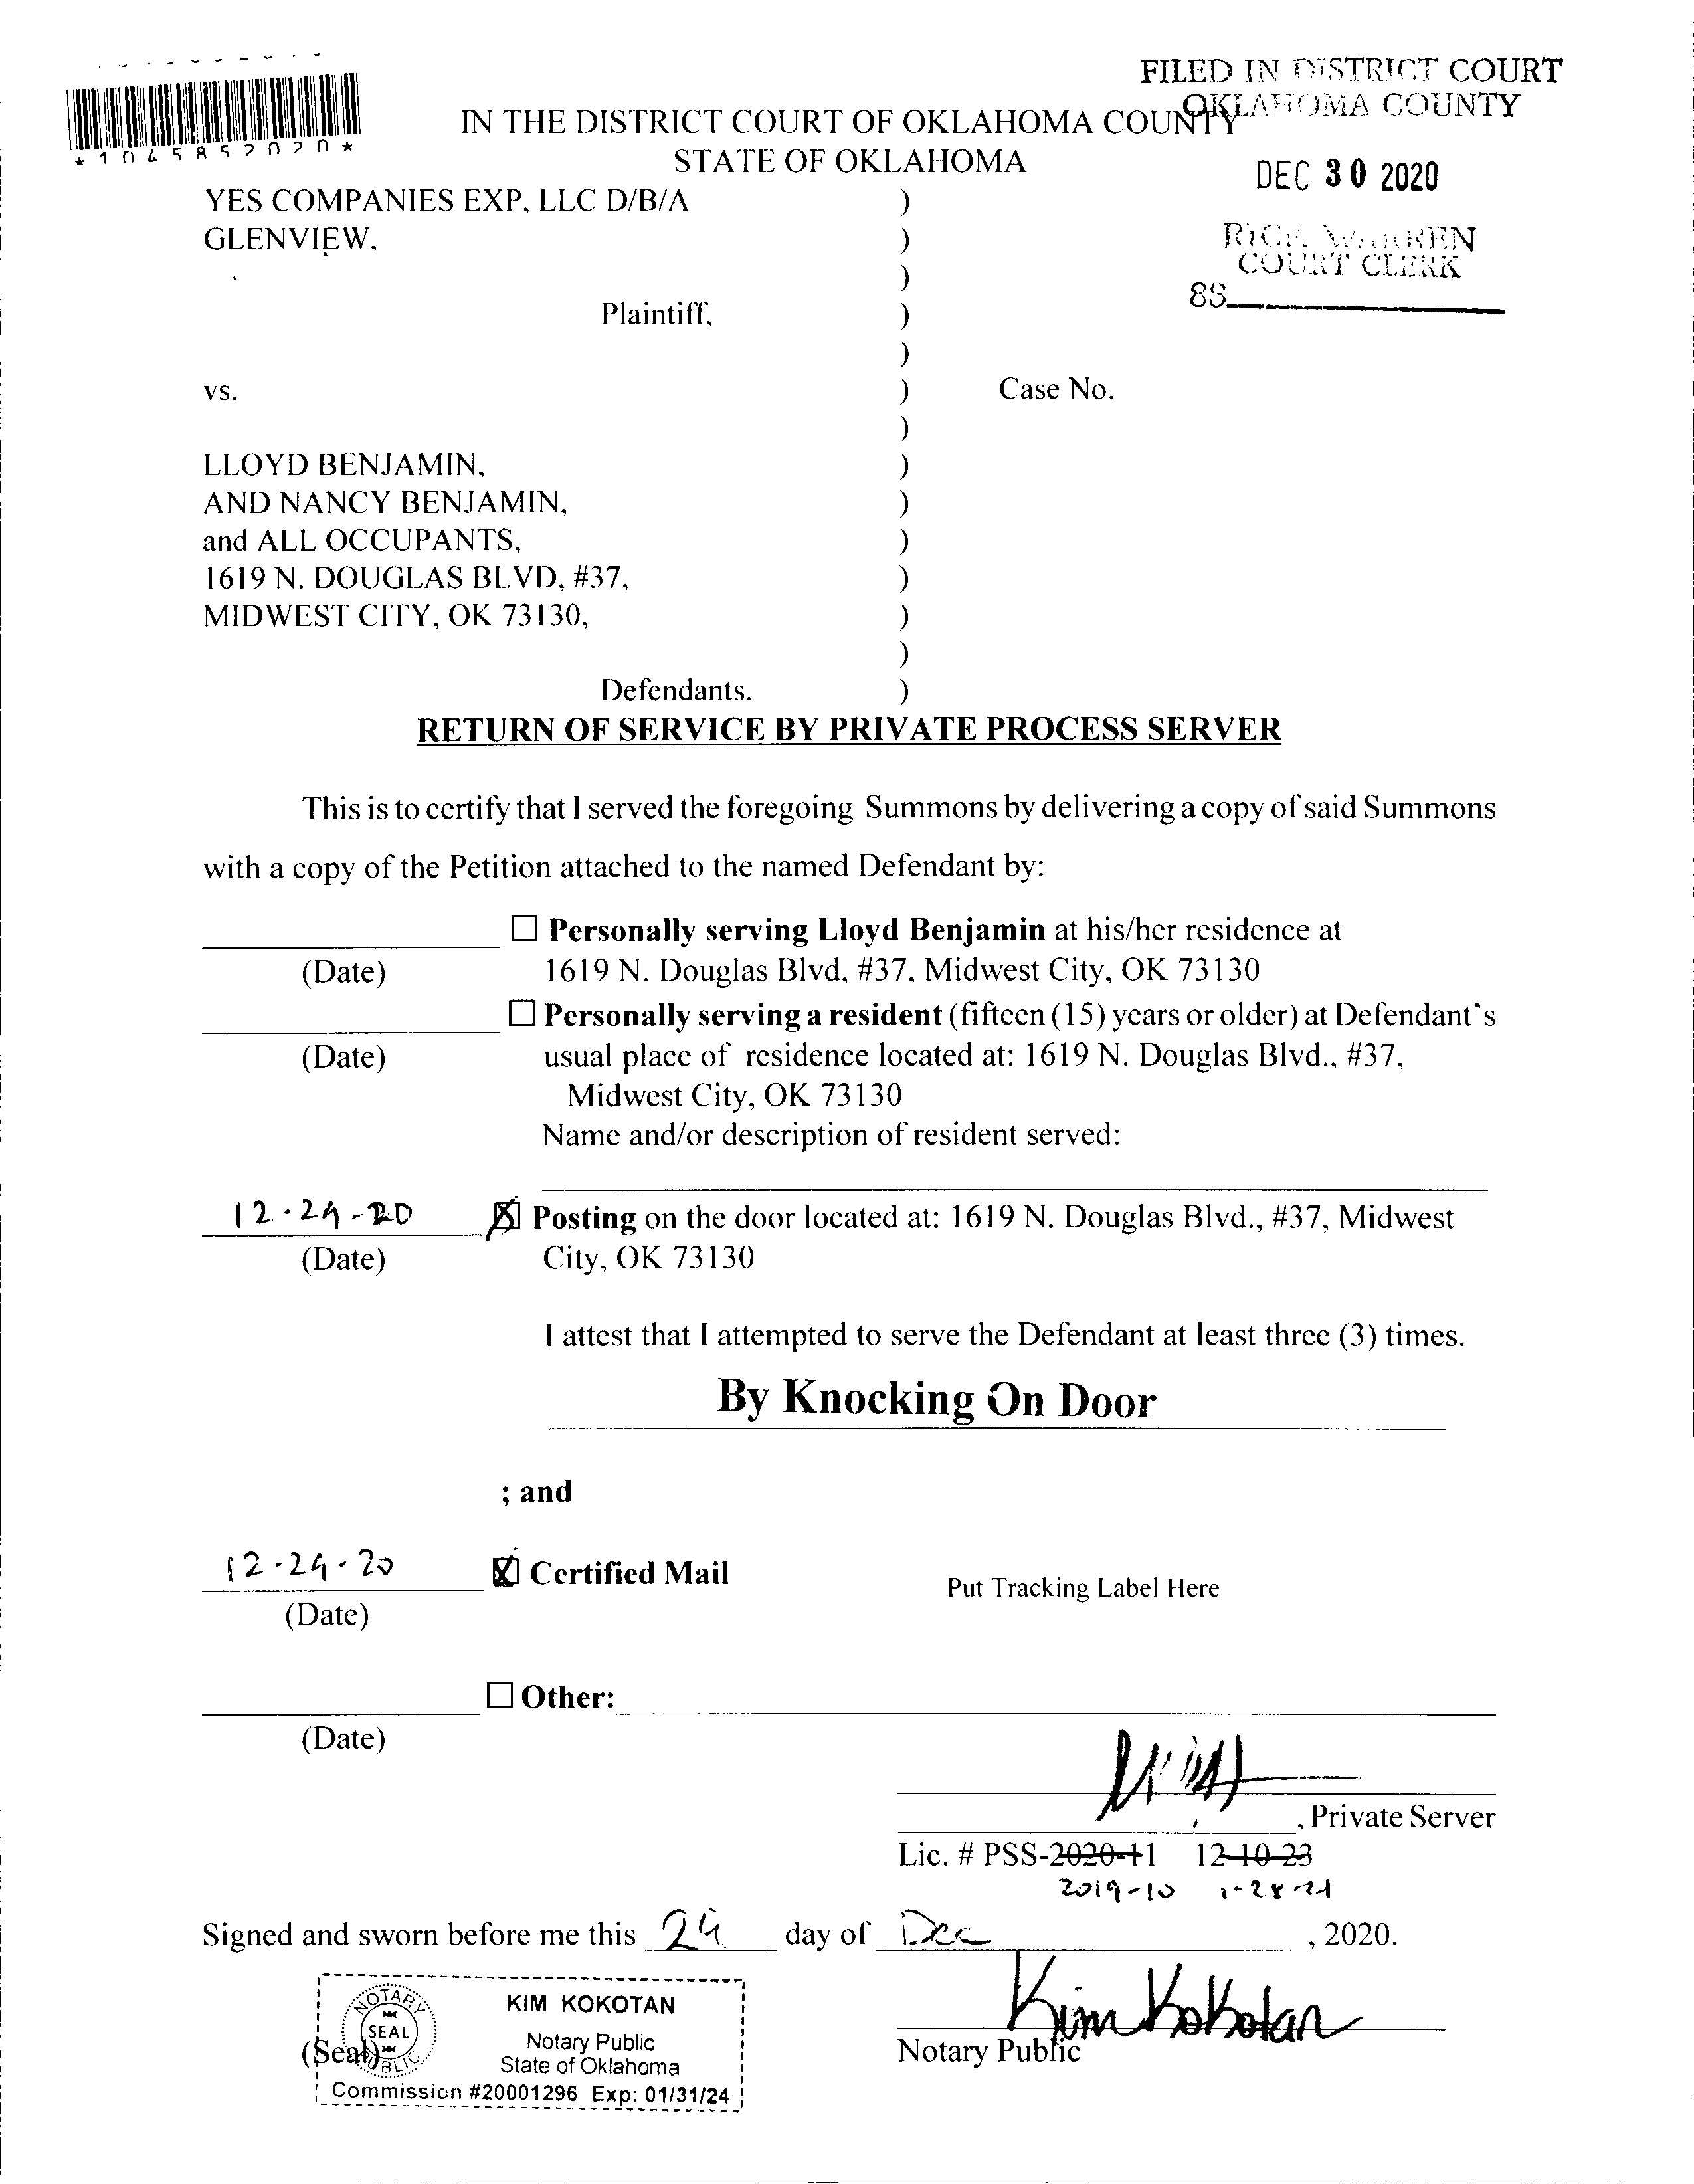 FILED IN DISTRICT COURT
OKLAHOMA COUNTY
*1045852020*
IN THE DISTRICT COURT OF OKLAHOMA COUNTY
STATE OF OKLAHOMA
DEC 30 2020
YES COMPANIES EXP, LLC D/B/A )
GLENVIEW, )
RICK WARREN
COURT CLERK
)
88
Plaintiff, )
)
vs. ) Case No.
)
LLOYD BENJAMIN, )
AND NANCY BENJAMIN, )
and ALL OCCUPANTS, )
1619 N. DOUGLAS BLVD, #37, )
MIDWEST CITY, OK 73130, )
)
Defendants. )
RETURN OF SERVICE BY PRIVATE PROCESS SERVER
This is to certify that I served the foregoing Summons by delivering a copy of said Summons
with a copy of the Petition attached to the named Defendant by:
☐ Personally serving Lloyd Benjamin at his/her residence at
(Date) 1619 N. Douglas Blvd, #37, Midwest City, OK 73130
☐ Personally serving a resident (fifteen (15) years or older) at Defendant's
(Date) usual place of residence located at: 1619 N. Douglas Blvd., #37,
Midwest City, OK 73130
Name and/or description of resident served:
12-24-20 ☒ Posting on the door located at: 1619 N. Douglas Blvd., #37, Midwest
(Date) City, OK 73130
I attest that I attempted to serve the Defendant at least three (3) times.
By Knocking On Door
; and
12-24-20 ☒ Certified Mail
Put Tracking Label Here
(Date)
☐ Other:
(Date)
, Private Server
Lic. # PSS-2020-11 12-10-23
2019-10 1-28-21
Signed and sworn before me this 24 day of Dec, 2020.
KIM KOKOTAN
NOTARY PUBLIC SEAL
Notary Public
State of Oklahoma
Commission #20001296 Exp: 01/31/24
(Seal)
Kim Kokotan
Notary Public